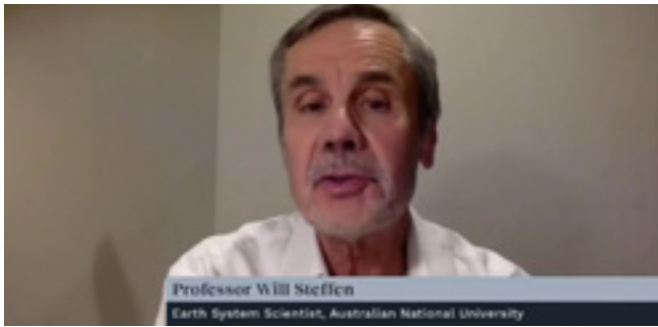 Professor Will Steffen
Earth System Scientist, Australian National University